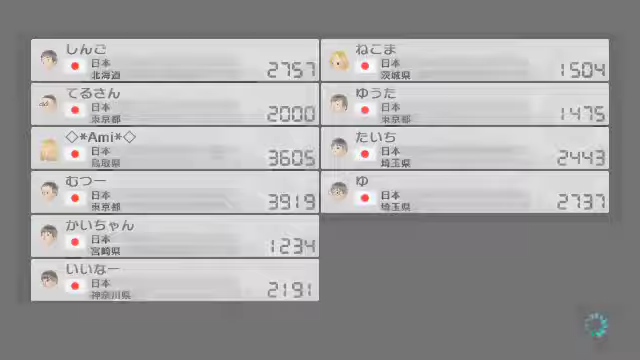 しんご
日本
北海道
2757
てるさん
日本
東京都
2000
◇*Ami*◇
日本
鳥取県
3605
むつー
日本
東京都
3919
かいちゃん
日本
宮崎県
1234
いいなー
日本
神奈川県
2191
ねこま
日本
茨城県
1504
ゆうた
日本
東京都
1475
たいち
日本
埼玉県
2443
ゆ
日本
埼玉県
2737